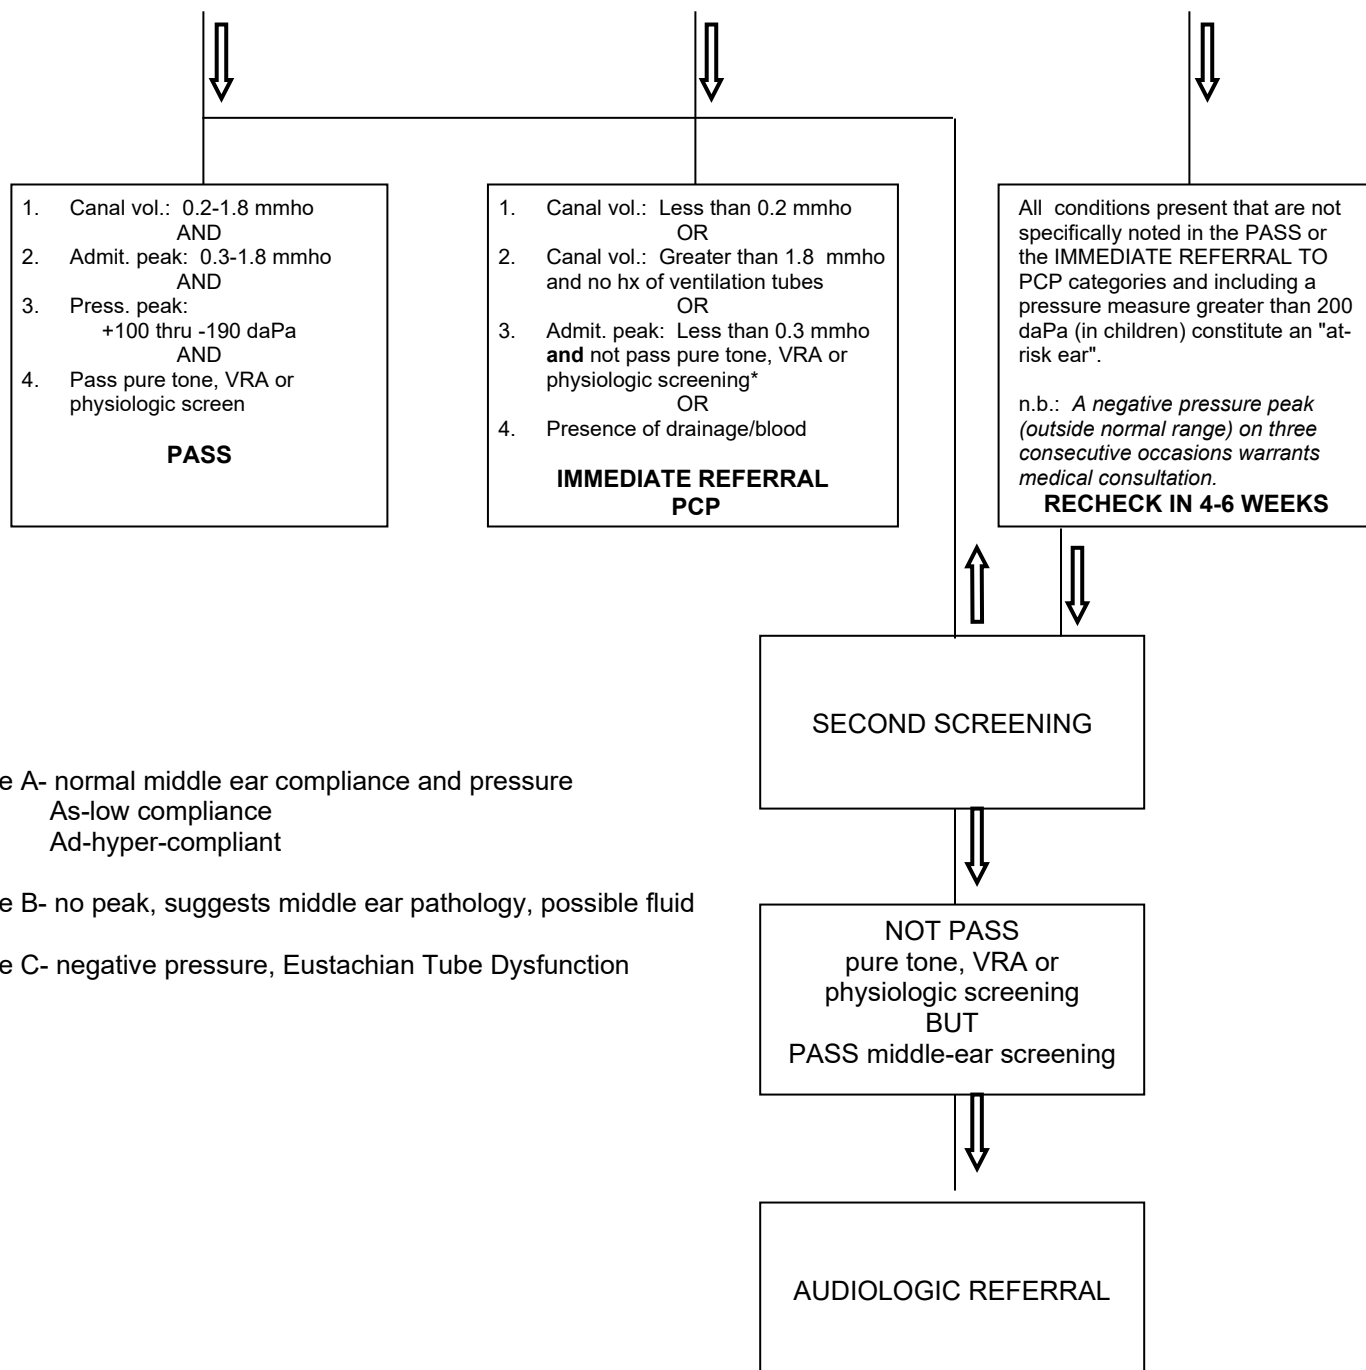 1. Canal vol.: 0.2-1.8 mmho
AND
2. Admit. peak: 0.3-1.8 mmho
AND
3. Press. peak:
+100 thru -190 daPa
AND
4. Pass pure tone, VRA or
physiologic screen
PASS
1. Canal vol.: Less than 0.2 mmho
OR
2. Canal vol.: Greater than 1.8 mmho
and no hx of ventilation tubes
OR
3. Admit. peak: Less than 0.3 mmho
and not pass pure tone, VRA or
physiologic screening*
OR
4. Presence of drainage/blood
IMMEDIATE REFERRAL
PCP
All conditions present that are not
specifically noted in the PASS or
the IMMEDIATE REFERRAL TO
PCP categories and including a
pressure measure greater than 200
daPa (in children) constitute an "at-
risk ear".
n.b.: A negative pressure peak
(outside normal range) on three
consecutive occasions warrants
medical consultation.
RECHECK IN 4-6 WEEKS
SECOND SCREENING
e A- normal middle ear compliance and pressure
As-low compliance
Ad-hyper-compliant
e B- no peak, suggests middle ear pathology, possible fluid
e C- negative pressure, Eustachian Tube Dysfunction
NOT PASS
pure tone, VRA or
physiologic screening
BUT
PASS middle-ear screening
AUDIOLOGIC REFERRAL